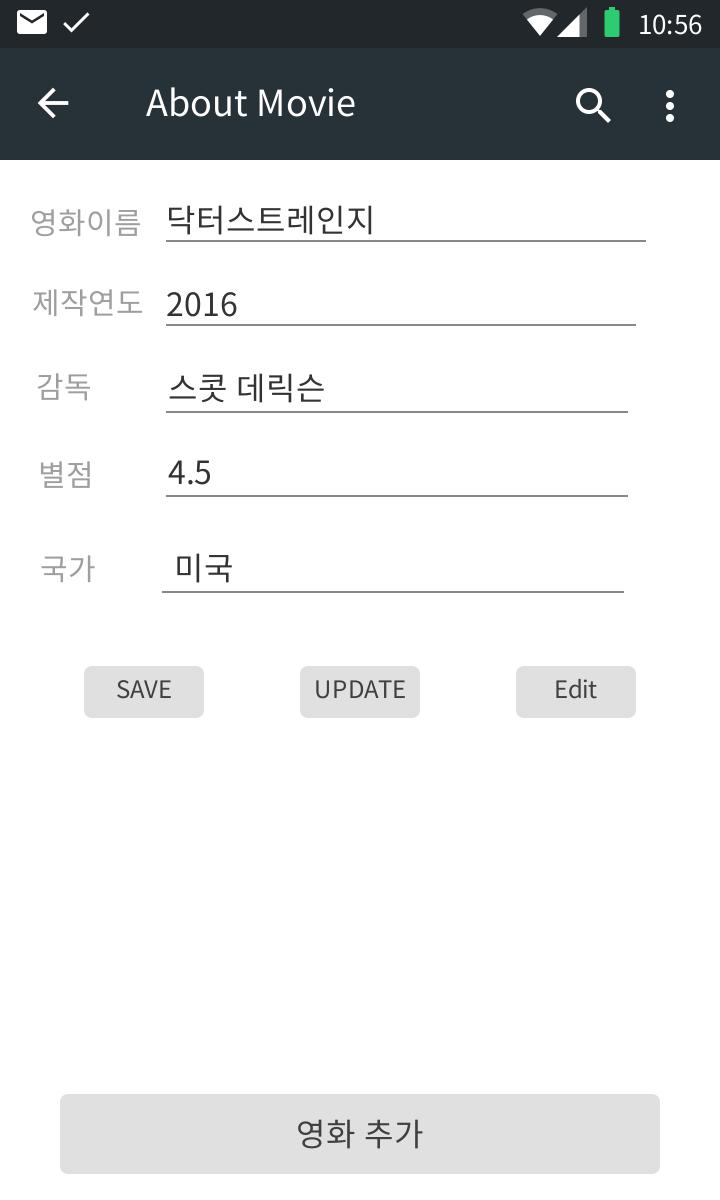 10:56
About Movie
영화이름 닥터스트레인지
제작연도 2016
감독 스콧 데릭슨
별점 4.5
국가 미국
SAVE UPDATE Edit
영화 추가